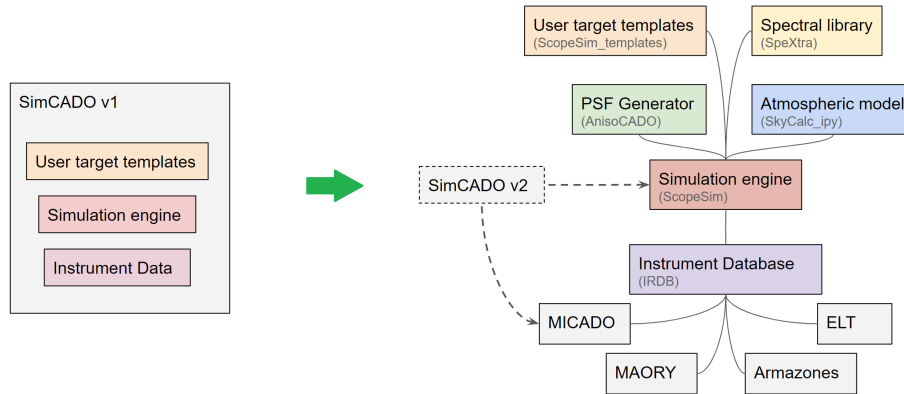 SimCADO v1
User target templates
Simulation engine
Instrument Data
User target templates
(ScopeSim_templates)
Spectral library
(SpeXtra)
PSF Generator
(AnisoCADO)
Atmospheric model
(SkyCalc_ipy)
SimCADO v2
Simulation engine
(ScopeSim)
Instrument Database
(IRDB)
MICADO
ELT
MAORY
Armazones